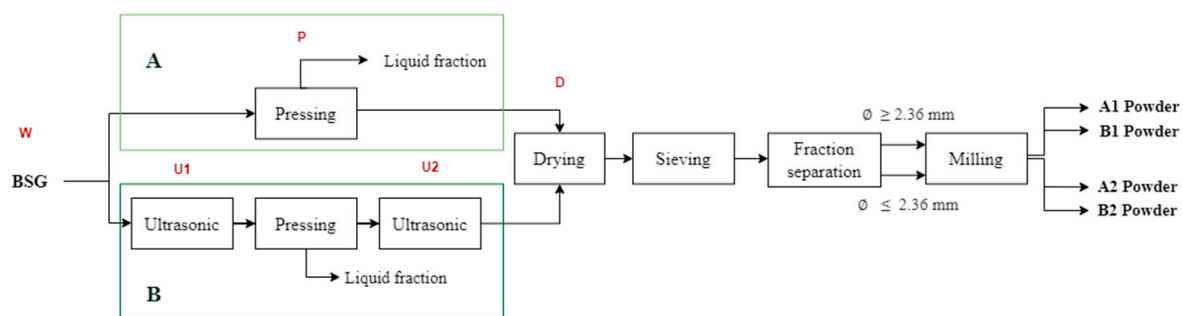 P
A
Liquid fraction
D
Pressing
Ø ≥ 2.36 mm
A1 Powder
W
B1 Powder
Drying
Sieving
Fraction
separation
Milling
BSG
U1
U2
A2 Powder
Ø ≤ 2.36 mm
B2 Powder
Ultrasonic
Pressing
Ultrasonic
Liquid fraction
B